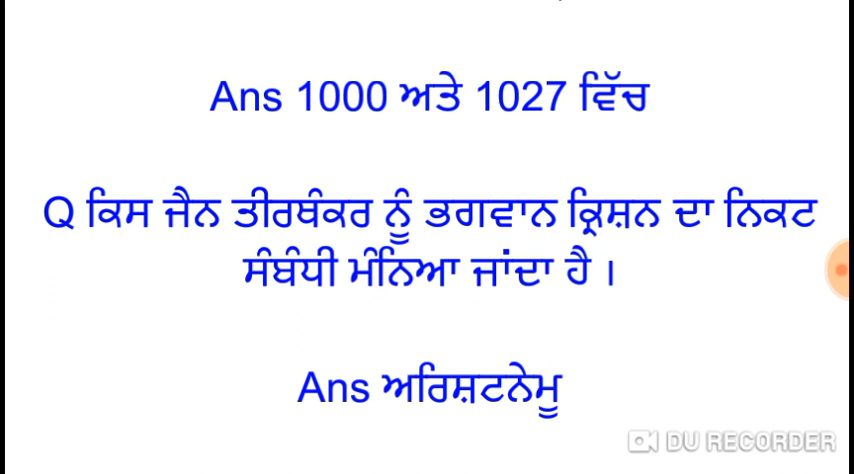 Ans 1000 ਅਤੇ 1027 ਵਿੱਚ
Q ਕਿਸ ਜੈਨ ਤੀਰਥੰਕਰ ਨੂੰ ਭਗਵਾਨ ਕ੍ਰਿਸ਼ਨ ਦਾ ਨਿਕਟ
ਸੰਬੰਧੀ ਮੰਨਿਆ ਜਾਂਦਾ ਹੈ ।
Ans ਅਰਿਸ਼ਟਨੇਮੂ
DU RECORDER